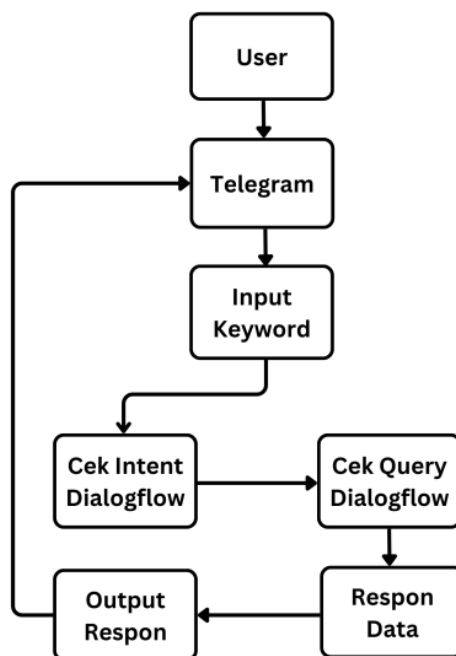 User
Telegram
Input
Keyword
Cek Intent
Dialogflow
Cek Query
Dialogflow
Output
Respon
Respon
Data